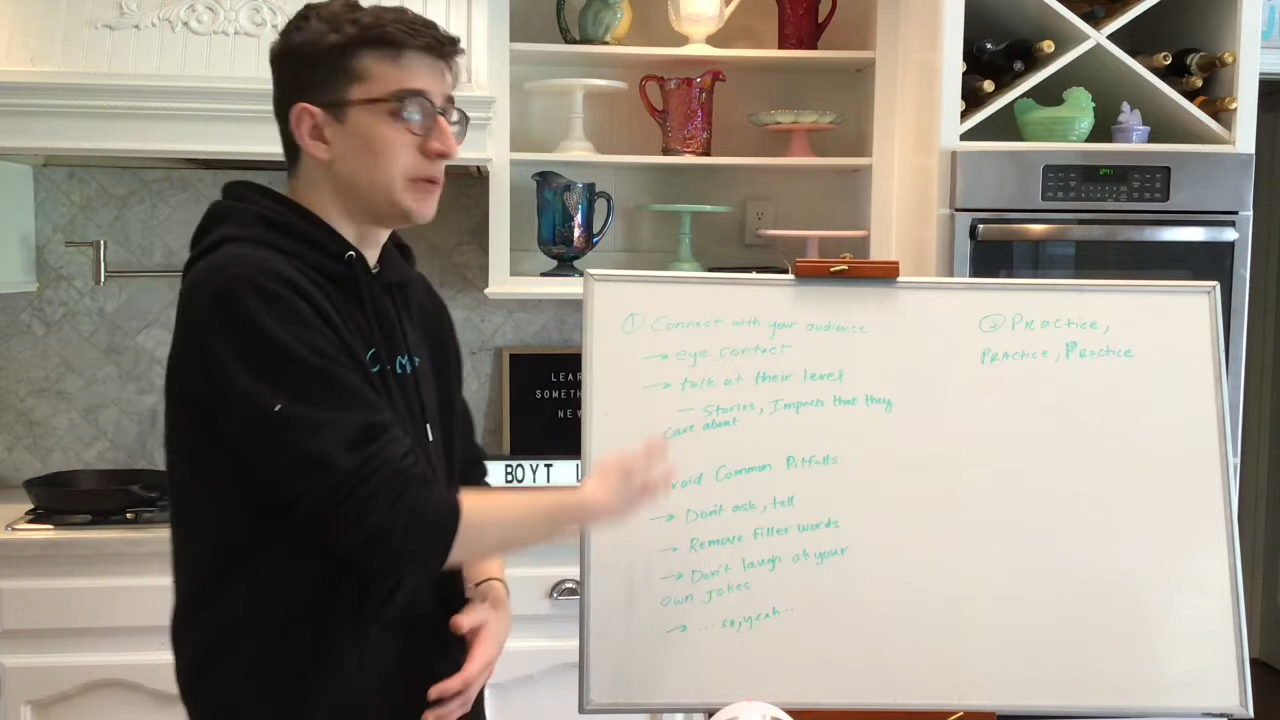 1241
LEAR
SOMETH
NEW
BOYT L
① Connect with your audience
→ eye contact
→ talk at their level
— Stories, Impacts that they
care about
void Common Pitfalls
→ Don't ask, tell
→ Remove filler words
→ Don't laugh at your
own jokes
→ ...so, yeah...
② Practice,
Practice, Practice